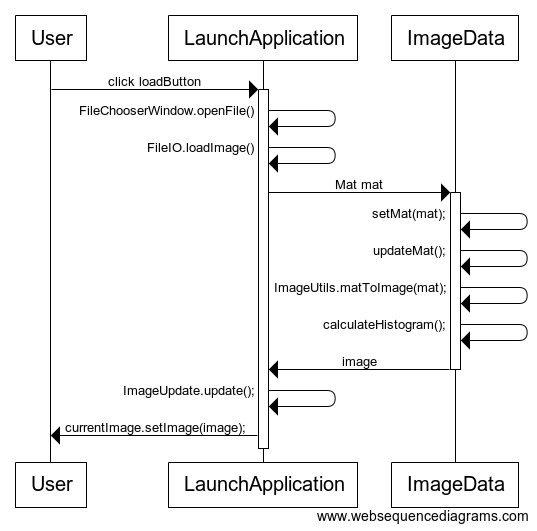 User LaunchApplication ImageData
click loadButton
FileChooserWindow.openFile()
FileIO.loadImage()
Mat mat
setMat(mat);
updateMat();
ImageUtils.matToImage(mat);
calculateHistogram();
image
ImageUpdate.update();
currentImage.setImage(image);
User LaunchApplication ImageData
www.websequencediagrams.com